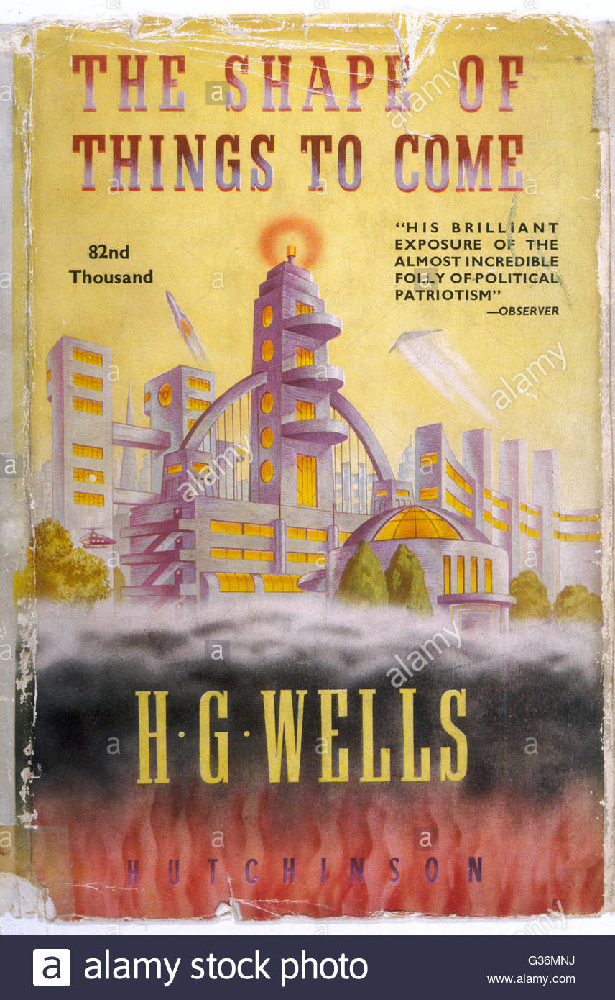 THE SHAPE OF
THINGS TO COME
82nd
Thousand
"HIS BRILLIANT
EXPOSURE OF THE
ALMOST INCREDIBLE
FOLLY OF POLITICAL
PATRIOTISM"
—OBSERVER
H·G·WELLS
HUTCHINSON
a alamy stock photo
G36MNJ
www.alamy.com